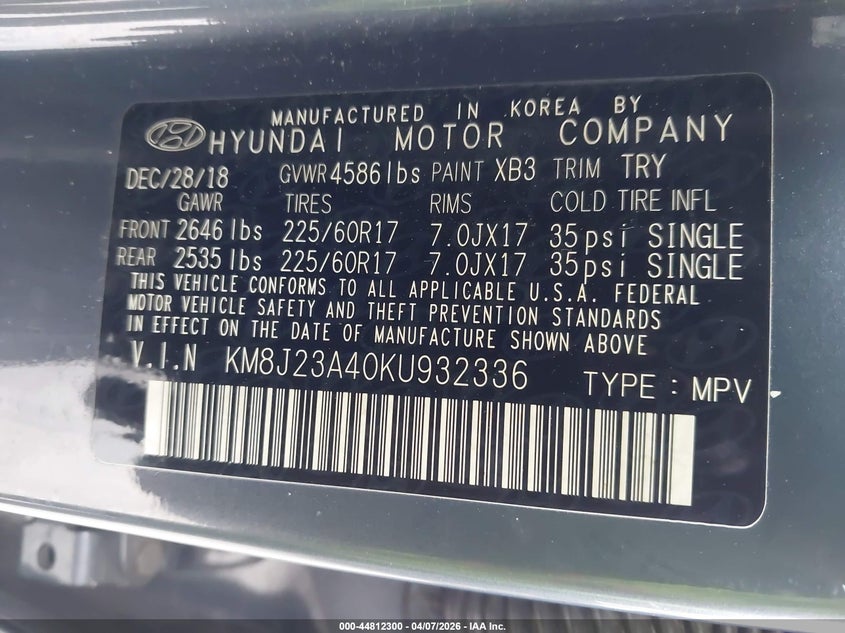 MANUFACTURED IN KOREA BY
HYUNDAI MOTOR COMPANY
DEC/28/18 GVWR 4586 lbs PAINT XB3 TRIM TRY
GAWR TIRES RIMS COLD TIRE INFL
FRONT 2646 lbs 225/60R17 7.0JX17 35psi SINGLE
REAR 2535 lbs 225/60R17 7.0JX17 35psi SINGLE
THIS VEHICLE CONFORMS TO ALL APPLICABLE U.S.A. FEDERAL
MOTOR VEHICLE SAFETY AND THEFT PREVENTION STANDARDS
IN EFFECT ON THE DATE OF MANUFACTURE SHOWN ABOVE
V.I.N KM8J23A40KU932336 TYPE : MPV
000-44812300 - 04/07/2026 - IAA Inc.